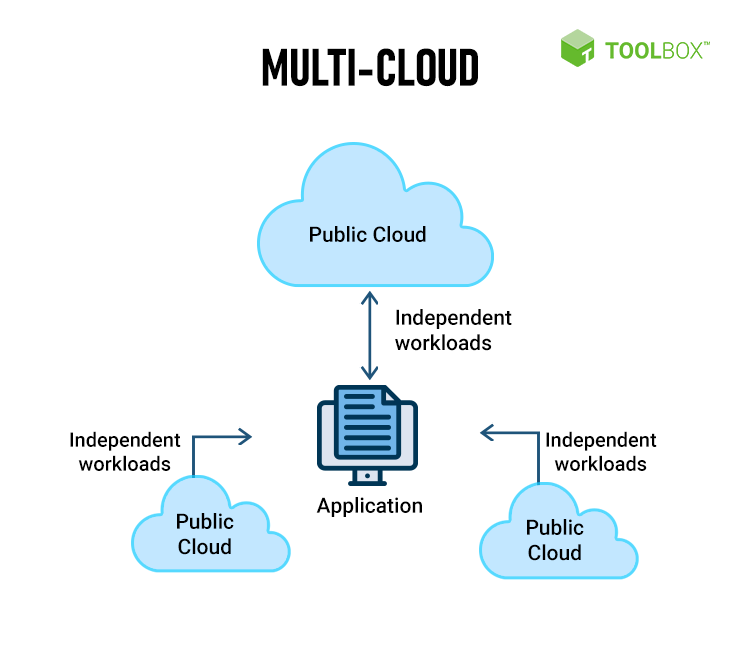 TOOLBOX™
MULTI-CLOUD
Public Cloud
Independent
workloads
Independent
workloads
Application
Independent
workloads
Public
Cloud
Public
Cloud